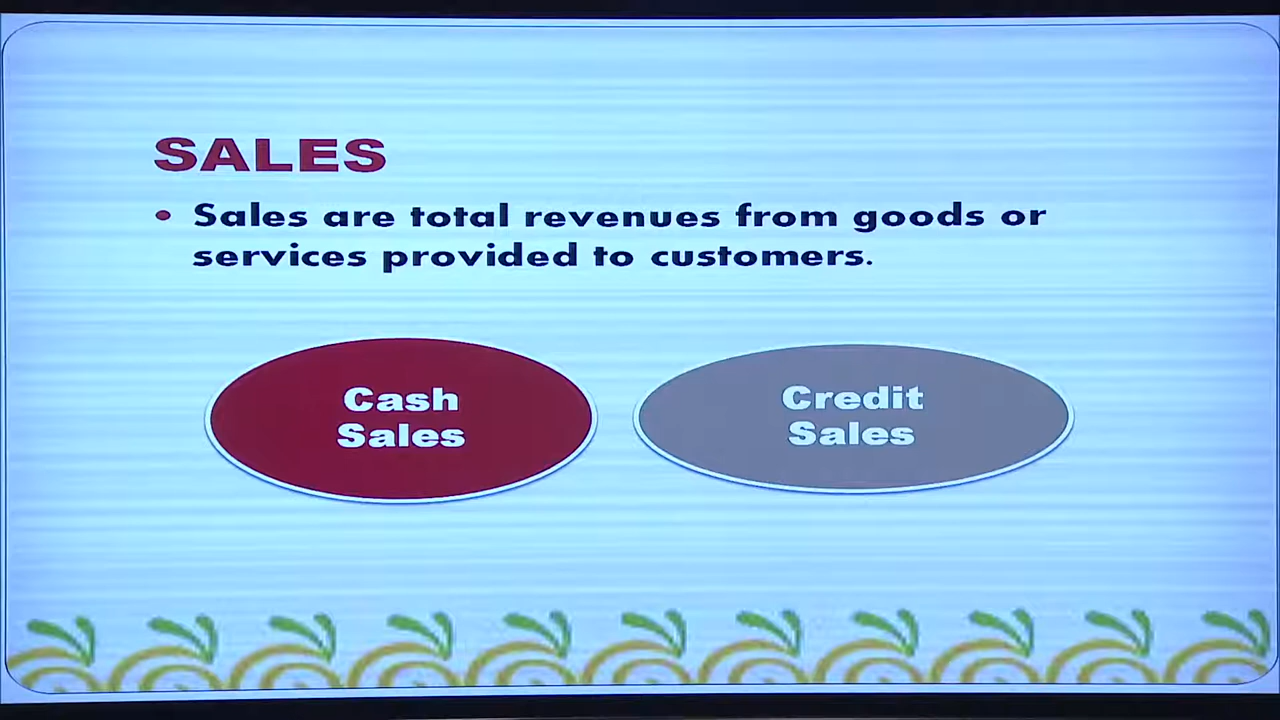 SALES
• Sales are total revenues from goods or
services provided to customers.
Cash
Sales
Credit
Sales